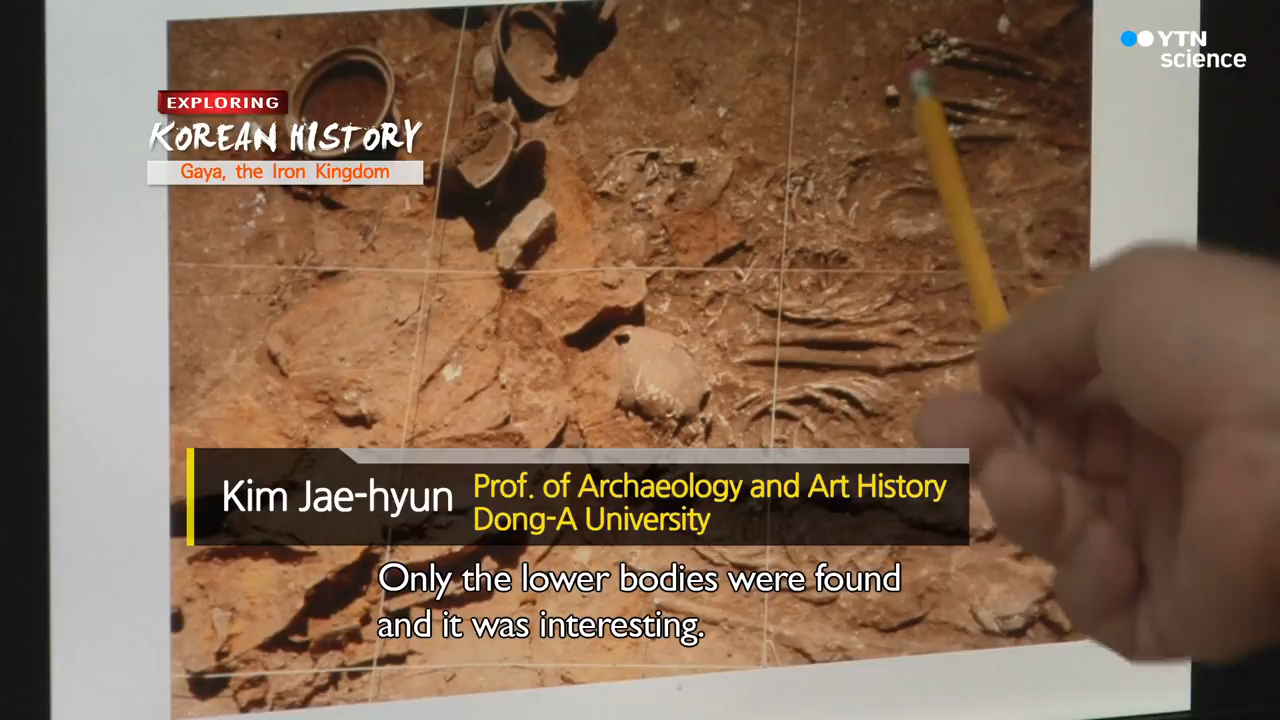 YTN
science
EXPLORING
KOREAN HISTORY
Gaya, the Iron Kingdom
Kim Jae-hyun
Prof. of Archaeology and Art History
Dong-A University
Only the lower bodies were found
and it was interesting.